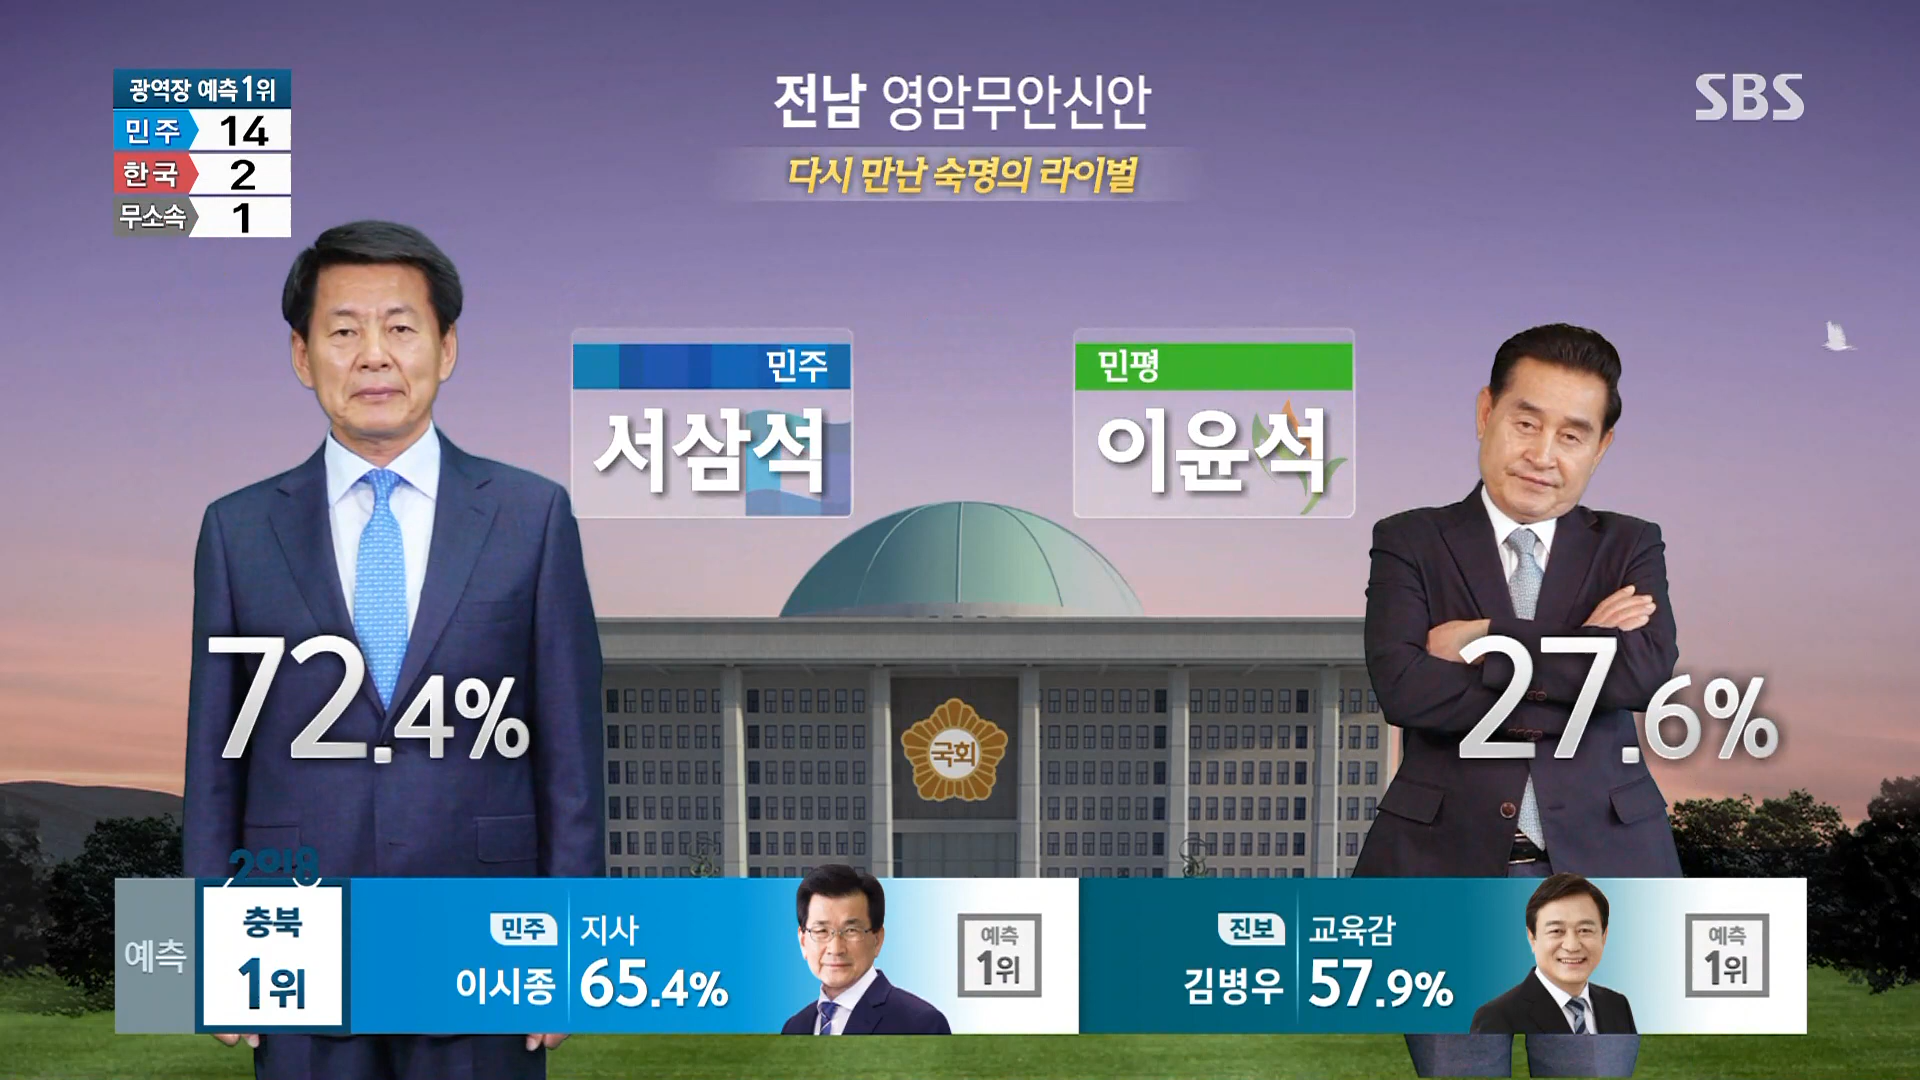 광역장 예측1위
민주 14
한국 2
무소속 1
전남 영암무안신안
다시 만난 숙명의 라이벌
SBS
민주
서삼석
민평
이윤석
72.4%
27.6%
국회
2018
예측
충북
1위
민주
이시종
지사
65.4%
예측
1위
진보
김병우
교육감
57.9%
예측
1위